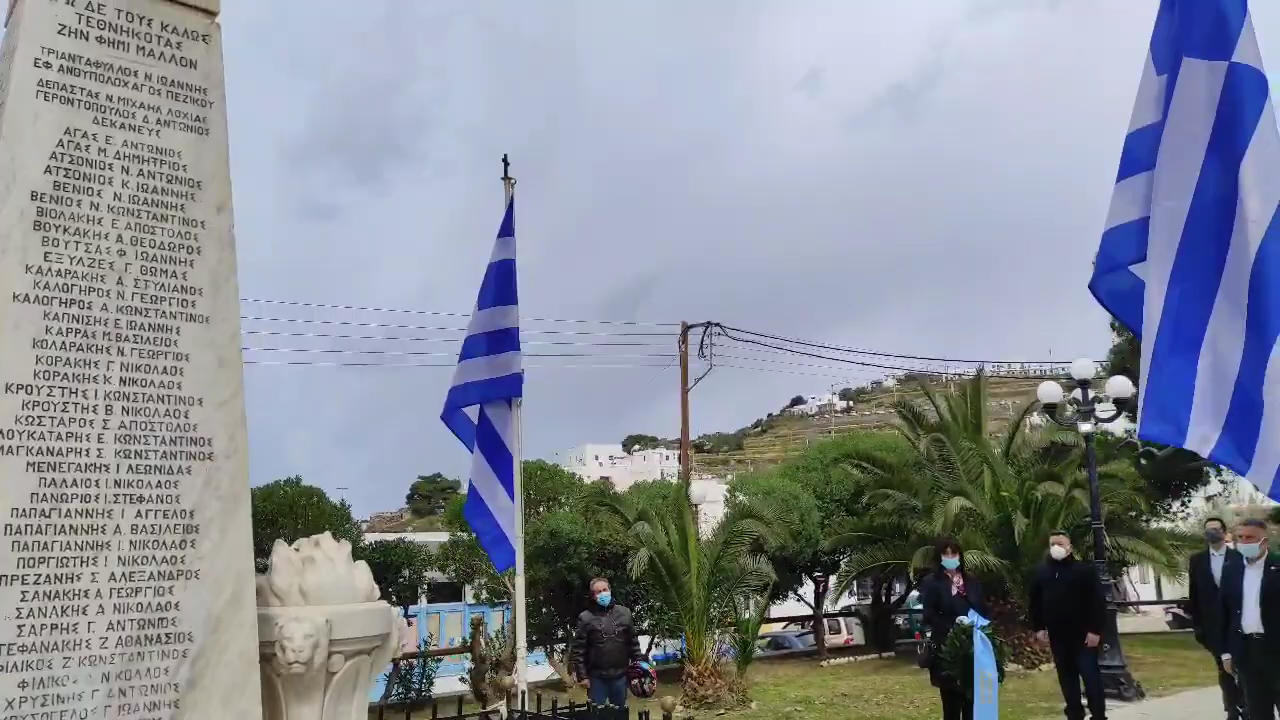 ΔΕ ΤΟΥΣ ΚΑΛΩΣ
ΤΕΘΝΗΚΟΤΑΣ
ΖΗΝ ΦΗΜΙ ΜΑΛΛΟΝ
ΤΡΙΑΝΤΑΦΥΛΛΟΣ Ν. ΙΩΑΝΝΗΣ
ΕΦ. ΑΝΘΥΠΟΛΟΧΑΓΟΣ ΠΕΖΙΚΟΥ
ΔΕΠΑΣΤΑΣ Ν. ΜΙΧΑΗΛ ΛΟΧΙΑΣ
ΓΕΡΟΝΤΟΠΟΥΛΟΣ Δ. ΑΝΤΩΝΙΟΣ
ΔΕΚΑΝΕΥΣ
ΑΓΑΣ Ε. ΑΝΤΩΝΙΟΣ
ΑΓΑΣ Μ. ΔΗΜΗΤΡΙΟΣ
ΑΤΣΟΝΙΟΣ Ν. ΑΝΤΩΝΙΟΣ
ΑΤΣΟΝΙΟΣ Κ. ΙΩΑΝΝΗΣ
ΒΕΝΙΟΣ Ν. ΙΩΑΝΝΗΣ
ΒΕΝΙΟΣ Ν. ΚΩΝΣΤΑΝΤΙΝΟΣ
ΒΙΟΛΑΚΗΣ Ε. ΑΠΟΣΤΟΛΟΣ
ΒΟΥΚΑΚΗΣ Α. ΘΕΟΔΩΡΟΣ
ΒΟΥΤΣΑΣ Φ. ΙΩΑΝΝΗΣ
ΕΞΥΛΖΕΣ Γ. ΘΩΜΑΣ
ΚΑΛΑΡΑΚΗΣ Α. ΣΤΥΛΙΑΝΟΣ
ΚΑΛΟΓΗΡΟΣ Ν. ΓΕΩΡΓΙΟΣ
ΚΑΛΟΓΗΡΟΣ Α. ΚΩΝΣΤΑΝΤΙΝΟΣ
ΚΑΠΝΙΣΗΣ Ε. ΙΩΑΝΝΗΣ
ΚΑΡΡΑΣ Μ. ΒΑΣΙΛΕΙΟΣ
ΚΟΛΑΡΑΚΗΣ Ν. ΓΕΩΡΓΙΟΣ
ΚΟΡΑΚΗΣ Γ. ΝΙΚΟΛΑΟΣ
ΚΟΡΑΚΗΣ Κ. ΝΙΚΟΛΑΟΣ
ΚΡΟΥΣΤΗΣ Ι. ΚΩΝΣΤΑΝΤΙΝΟΣ
ΚΡΟΥΣΤΗΣ Β. ΝΙΚΟΛΑΟΣ
ΚΩΣΤΑΡΟΣ Σ. ΑΠΟΣΤΟΛΟΣ
ΛΟΥΚΑΤΑΡΗΣ Ε. ΚΩΝΣΤΑΝΤΙΝΟΣ
ΜΑΓΚΑΝΑΡΗΣ Σ. ΚΩΝΣΤΑΝΤΙΝΟΣ
ΜΕΝΕΓΑΚΗΣ Ι. ΛΕΩΝΙΔΑΣ
ΠΑΛΑΙΟΣ Ι. ΝΙΚΟΛΑΟΣ
ΠΑΝΩΡΙΟΣ Ι. ΣΤΕΦΑΝΟΣ
ΠΑΠΑΓΙΑΝΝΗΣ Ι. ΑΓΓΕΛΟΣ
ΠΑΠΑΓΙΑΝΝΗΣ Α. ΒΑΣΙΛΕΙΟΣ
ΠΑΠΑΓΙΑΝΝΗΣ Ι. ΝΙΚΟΛΑΟΣ
ΠΟΡΓΙΩΤΗΣ Ι. ΝΙΚΟΛΑΟΣ
ΠΡΕΖΑΝΗΣ Σ. ΑΛΕΞΑΝΔΡΟΣ
ΣΑΝΑΚΗΣ Α. ΓΕΩΡΓΙΟΣ
ΣΑΝΑΚΗΣ Α. ΝΙΚΟΛΑΟΣ
ΣΑΡΡΗΣ Γ. ΑΝΤΩΝΙΟΣ
ΣΤΕΦΑΝΑΚΗΣ Ζ. ΑΘΑΝΑΣΙΟΣ
ΦΙΛΙΚΟΣ Ζ. ΚΩΝΣΤΑΝΤΙΝΟΣ
ΝΙΚΟΛΑΟΣ
ΧΡΥΣΙΝΗΣ Γ. ΑΝΤΩΝΙΟΣ
ΧΡΥΣΟΓΕΛΟΣ Γ. ΙΩΑΝΝΗΣ